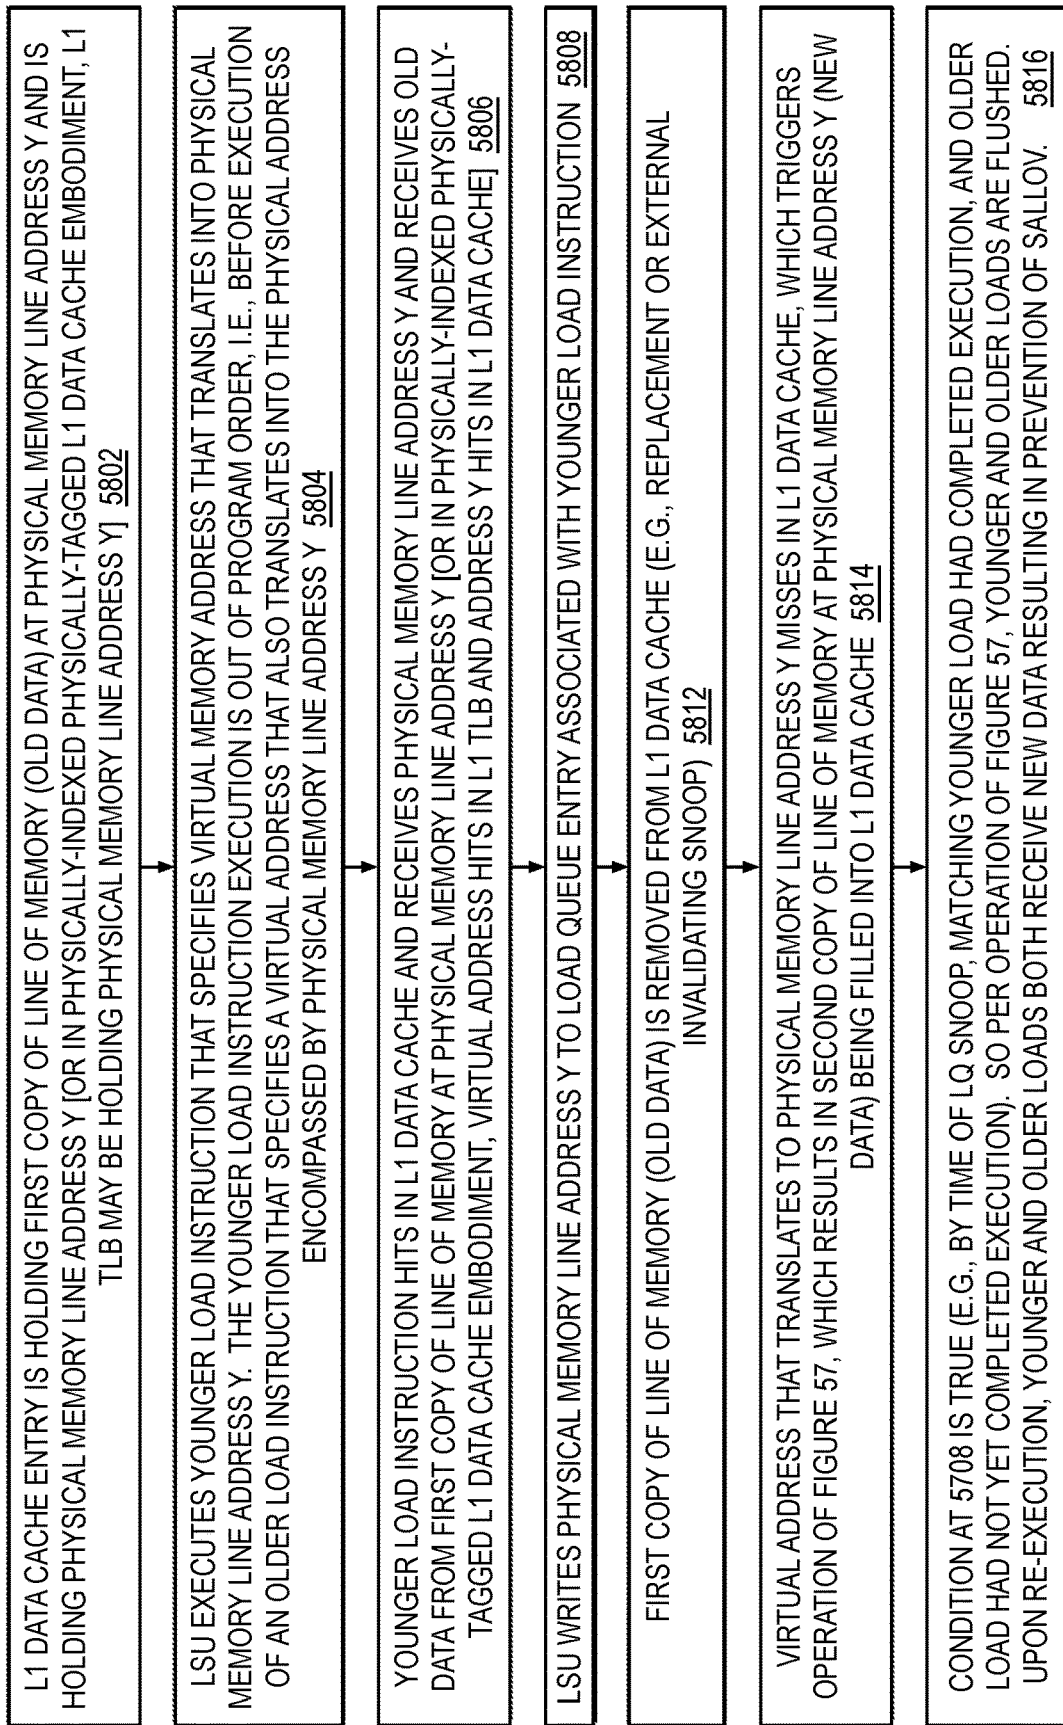 L1 DATA CACHE ENTRY IS HOLDING FIRST COPY OF LINE OF MEMORY (OLD DATA) AT PHYSICAL MEMORY LINE ADDRESS Y AND IS
HOLDING PHYSICAL MEMORY LINE ADDRESS Y [OR IN PHYSICALLY-INDEXED PHYSICALLY-TAGGED L1 DATA CACHE EMBODIMENT, L1
TLB MAY BE HOLDING PHYSICAL MEMORY LINE ADDRESS Y] 5802
LSU EXECUTES YOUNGER LOAD INSTRUCTION THAT SPECIFIES VIRTUAL MEMORY ADDRESS THAT TRANSLATES INTO PHYSICAL
MEMORY LINE ADDRESS Y. THE YOUNGER LOAD INSTRUCTION EXECUTION IS OUT OF PROGRAM ORDER, I.E., BEFORE EXECUTION
OF AN OLDER LOAD INSTRUCTION THAT SPECIFIES A VIRTUAL ADDRESS THAT ALSO TRANSLATES INTO THE PHYSICAL ADDRESS
ENCOMPASSED BY PHYSICAL MEMORY LINE ADDRESS Y 5804
YOUNGER LOAD INSTRUCTION HITS IN L1 DATA CACHE AND RECEIVES PHYSICAL MEMORY LINE ADDRESS Y AND RECEIVES OLD
DATA FROM FIRST COPY OF LINE OF MEMORY AT PHYSICAL MEMORY LINE ADDRESS Y [OR IN PHYSICALLY-INDEXED PHYSICALLY-
TAGGED L1 DATA CACHE EMBODIMENT, VIRTUAL ADDRESS HITS IN L1 TLB AND ADDRESS Y HITS IN L1 DATA CACHE] 5806
LSU WRITES PHYSICAL MEMORY LINE ADDRESS Y TO LOAD QUEUE ENTRY ASSOCIATED WITH YOUNGER LOAD INSTRUCTION 5808
FIRST COPY OF LINE OF MEMORY (OLD DATA) IS REMOVED FROM L1 DATA CACHE (E.G., REPLACEMENT OR EXTERNAL
INVALIDATING SNOOP) 5812
VIRTUAL ADDRESS THAT TRANSLATES TO PHYSICAL MEMORY LINE ADDRESS Y MISSES IN L1 DATA CACHE, WHICH TRIGGERS
OPERATION OF FIGURE 57, WHICH RESULTS IN SECOND COPY OF LINE OF MEMORY AT PHYSICAL MEMORY LINE ADDRESS Y (NEW
DATA) BEING FILLED INTO L1 DATA CACHE 5814
CONDITION AT 5708 IS TRUE (E.G., BY TIME OF LQ SNOOP, MATCHING YOUNGER LOAD HAD COMPLETED EXECUTION, AND OLDER
LOAD HAD NOT YET COMPLETED EXECUTION). SO PER OPERATION OF FIGURE 57, YOUNGER AND OLDER LOADS ARE FLUSHED.
UPON RE-EXECUTION, YOUNGER AND OLDER LOADS BOTH RECEIVE NEW DATA RESULTING IN PREVENTION OF SALLOV. 5816